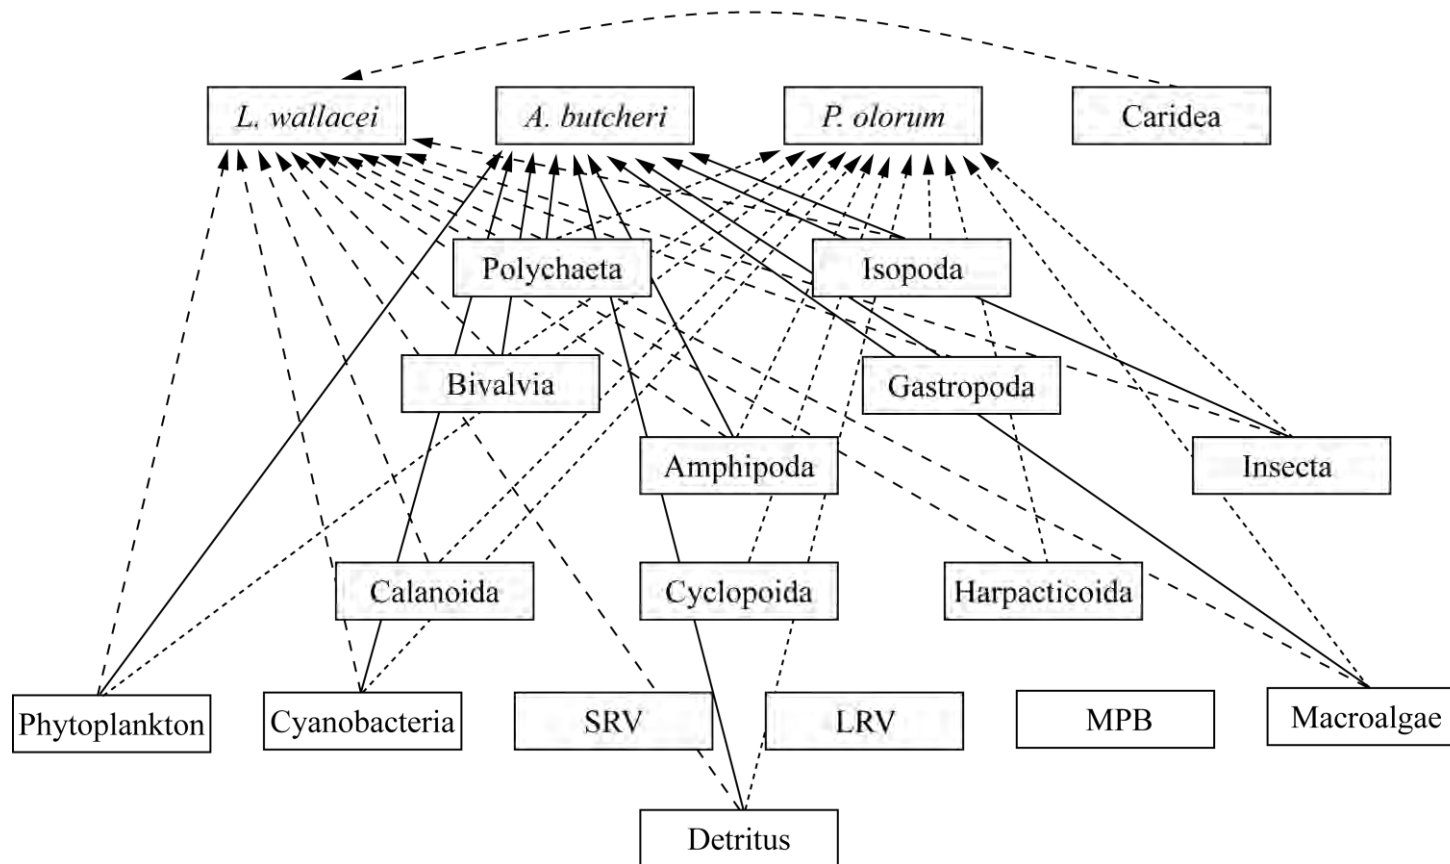 L. wallacei
A. butcheri
P. olorum
Caridea
Polychaeta
Isopoda
Bivalvia
Gastropoda
Amphipoda
Insecta
Calanoida
Cyclopoida
Harpacticoida
Phytoplankton
Cyanobacteria
SRV
LRV
MPB
Macroalgae
Detritus